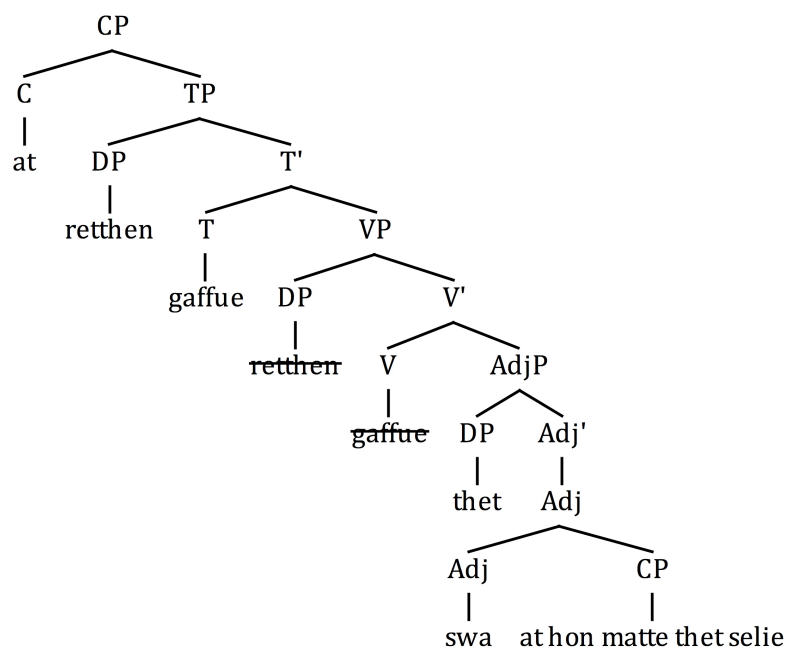 CP
C TP
at DP T'
retthen T VP
gaffue DP V'
retthen V AdjP
gaffue DP Adj'
thet Adj
Adj CP
swa at hon matte thet selie